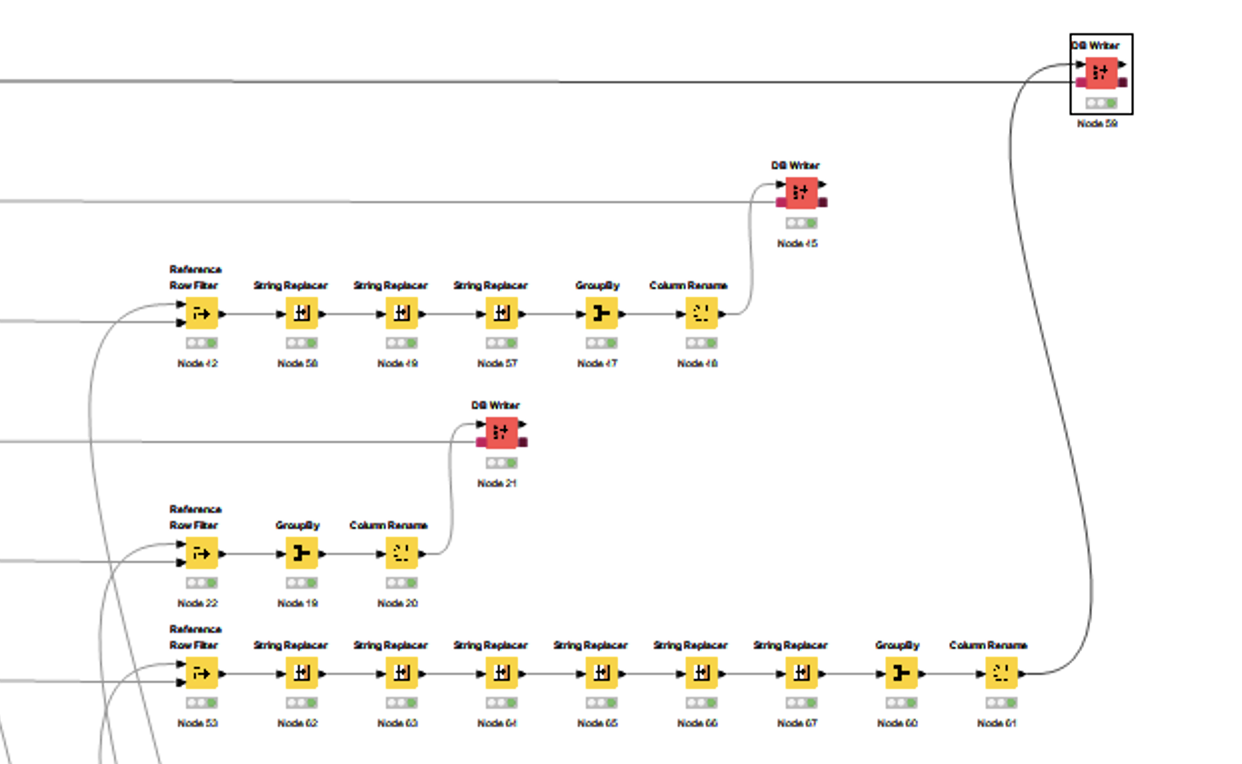 DB Writer
Node 59
DB Writer
Node 45
Reference
Row Filter String Replacer String Replacer String Replacer GroupBy Column Rename
Node 42 Node 58 Node 49 Node 57 Node 47 Node 48
DB Writer
Node 21
Reference
Row Filter GroupBy Column Rename
Node 22 Node 19 Node 20
Reference
Row Filter String Replacer String Replacer String Replacer String Replacer String Replacer String Replacer GroupBy Column Rename
Node 53 Node 62 Node 63 Node 64 Node 65 Node 66 Node 67 Node 60 Node 61